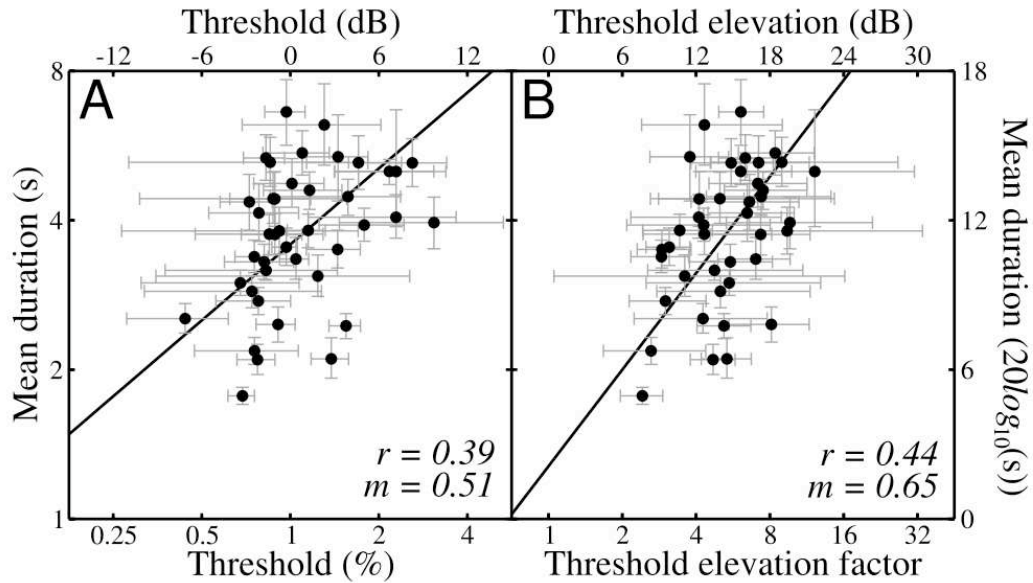 Threshold (dB)
Threshold elevation (dB)
-12 -6 0 6 12
0 6 12 18 24 30
A
B
8
4
2
1
Mean duration (s)
18
12
6
0
Mean duration (20log₁₀(s))
r = 0.39
m = 0.51
r = 0.44
m = 0.65
0.25 0.5 1 2 4
1 2 4 8 16 32
Threshold (%)
Threshold elevation factor